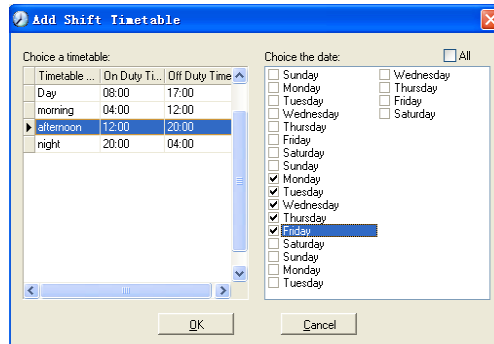 Add Shift Timetable
Choice a timetable:
Timetable ... On Duty Ti... Off Duty Time
Day 08:00 17:00
morning 04:00 12:00
afternoon 12:00 20:00
night 20:00 04:00
Choice the date:
All
Sunday
Monday
Tuesday
Wednesday
Thursday
Friday
Saturday
Sunday
Monday
Tuesday
Wednesday
Thursday
Friday
Saturday
Sunday
Monday
Tuesday
Wednesday
Thursday
Friday
Saturday
OK
Cancel